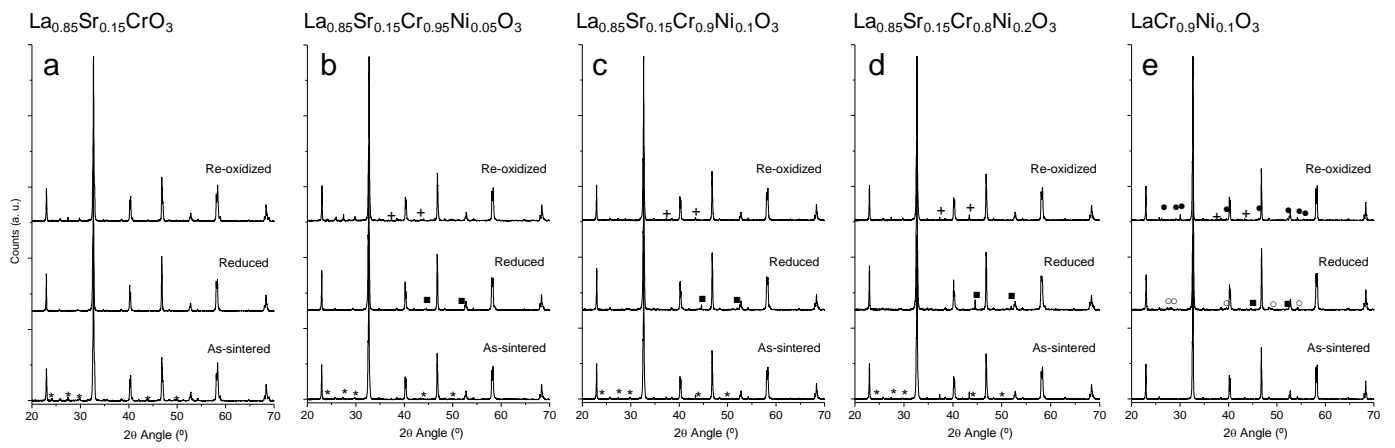 La0.85Sr0.15CrO3
La0.85Sr0.15Cr0.95Ni0.05O3
La0.85Sr0.15Cr0.9Ni0.1O3
La0.85Sr0.15Cr0.8Ni0.2O3
LaCr0.9Ni0.1O3
a
b
c
d
e
Re-oxidized
Re-oxidized
Re-oxidized
Re-oxidized
Re-oxidized
Counts (a. u.)
Reduced
Reduced
Reduced
Reduced
Reduced
As-sintered
As-sintered
As-sintered
As-sintered
As-sintered
20 30 40 50 60 70
20 30 40 50 60 70
20 30 40 50 60 70
20 30 40 50 60 70
20 30 40 50 60 70
2θ Angle (º)
2θ Angle (º)
2θ Angle (º)
2θ Angle (º)
2θ Angle (º)